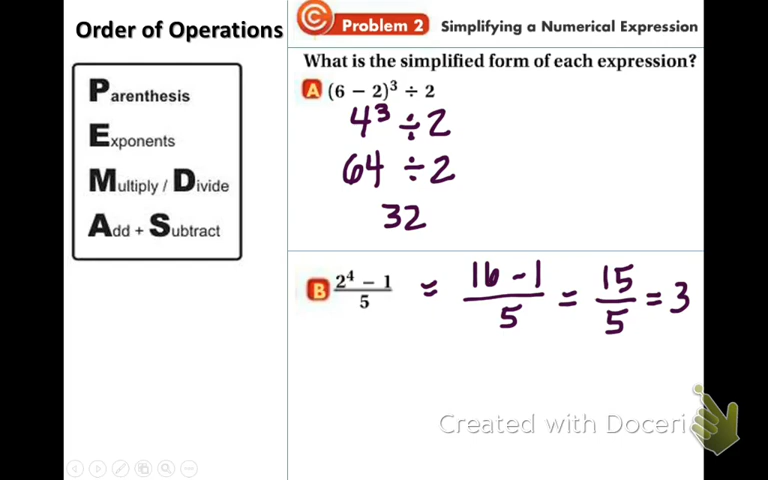 Order of Operations
Parenthesis
Exponents
Multiply / Divide
Add + Subtract
C Problem 2 Simplifying a Numerical Expression
What is the simplified form of each expression?
A (6 − 2)³ ÷ 2
4³ ÷ 2
64 ÷ 2
32
B 2⁴ − 1 / 5 = 16 − 1 / 5 = 15 / 5 = 3
Created with Doceri